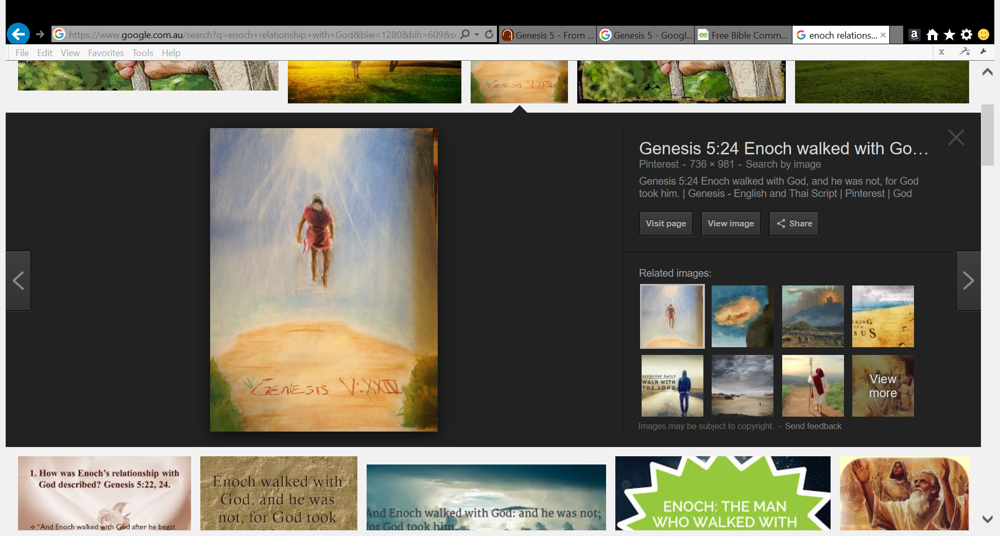 https://www.google.com.au/search?q=enoch+relationship+with+God&biw=1280&bih=609&s
Genesis 5 - From ...
Genesis 5 - Googl...
Free Bible Comm...
enoch relations...
File Edit View Favorites Tools Help
GENESIS V:XXIV
GENESIS V:XXIV
Genesis 5:24 Enoch walked with Go...
Pinterest - 736 × 981 - Search by image
Genesis 5:24 Enoch walked with God, and he was not, for God
took him. | Genesis - English and Thai Script | Pinterest | God
Visit page
View image
Share
Related images:
LKING
SUS
EXERCISE DAILY
WALK WITH
THE LORD
View
more
Images may be subject to copyright. - Send feedback
1. How was Enoch's relationship with
God described? Genesis 5:22, 24.
"And Enoch walked with God after he begat
Enoch walked with
God, and he was
not, for God took
And Enoch walked with God: and he was not;
for God took him.
ENOCH: THE MAN
WHO WALKED WITH